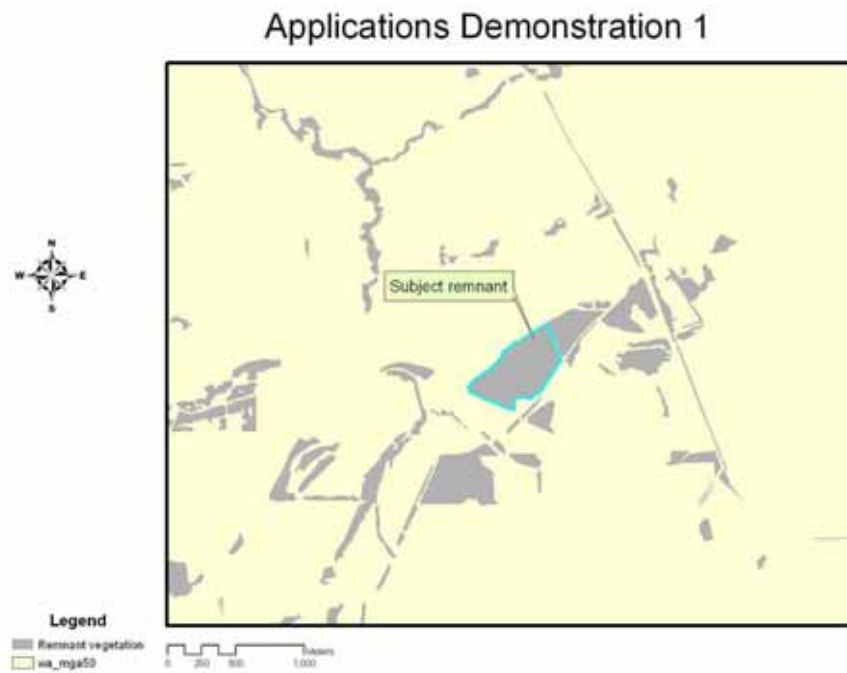 Applications Demonstration 1
N
W E
S
Subject remnant
Legend
Remnant vegetation
wa_mga50
Meters
0 250 500 1,000